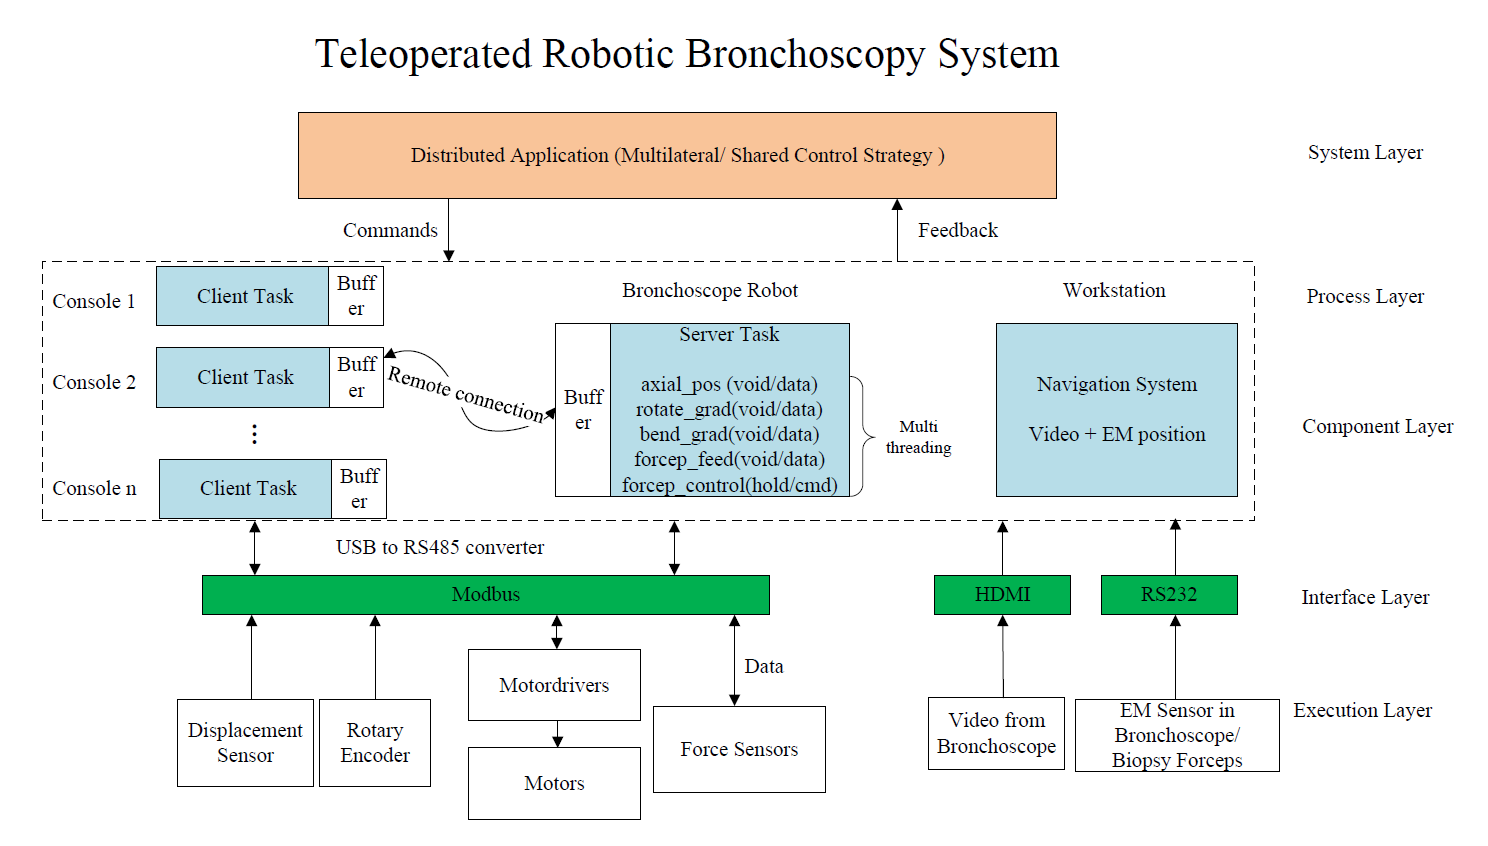 Teleoperated Robotic Bronchoscopy System
Distributed Application (Multilateral/ Shared Control Strategy )
System Layer
Commands
Feedback
Console 1
Client Task
Buff
er
Bronchoscope Robot
Workstation
Process Layer
Console 2
Client Task
Buff
er
Remote connection
Buff
er
Server Task
axial_pos (void/data)
rotate_grad(void/data)
bend_grad(void/data)
forcep_feed(void/data)
forcep_control(hold/cmd)
Multi
threading
Navigation System
Video + EM position
Component Layer
...
Console n
Client Task
Buff
er
USB to RS485 converter
Modbus
HDMI
RS232
Interface Layer
Displacement
Sensor
Rotary
Encoder
Motordrivers
Motors
Data
Force Sensors
Video from
Bronchoscope
EM Sensor in
Bronchoscope/
Biopsy Forceps
Execution Layer